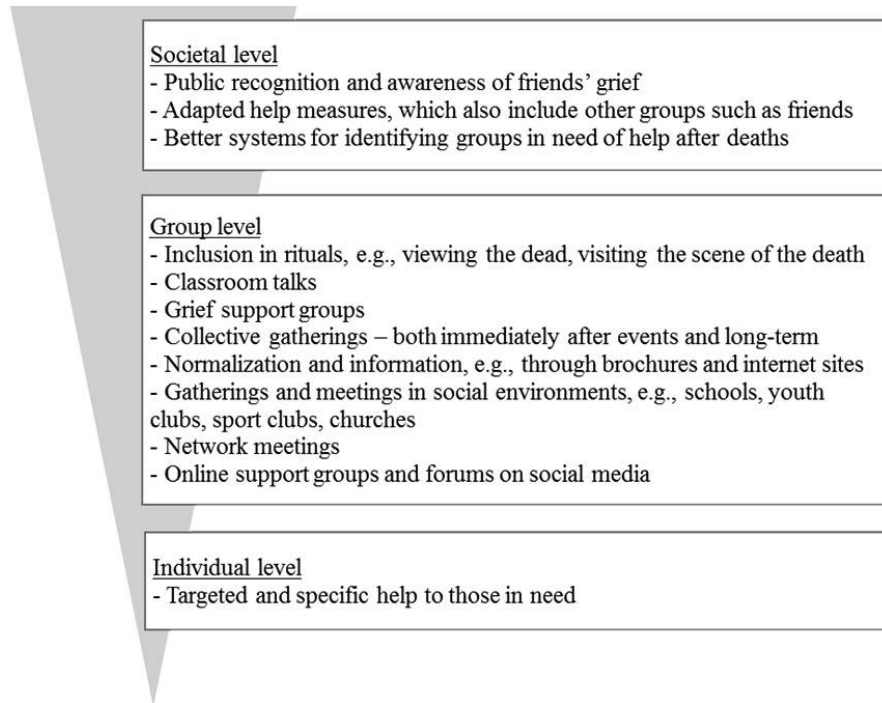 Societal level
- Public recognition and awareness of friends’ grief
- Adapted help measures, which also include other groups such as friends
- Better systems for identifying groups in need of help after deaths
Group level
- Inclusion in rituals, e.g., viewing the dead, visiting the scene of the death
- Classroom talks
- Grief support groups
- Collective gatherings – both immediately after events and long-term
- Normalization and information, e.g., through brochures and internet sites
- Gatherings and meetings in social environments, e.g., schools, youth
clubs, sport clubs, churches
- Network meetings
- Online support groups and forums on social media
Individual level
- Targeted and specific help to those in need